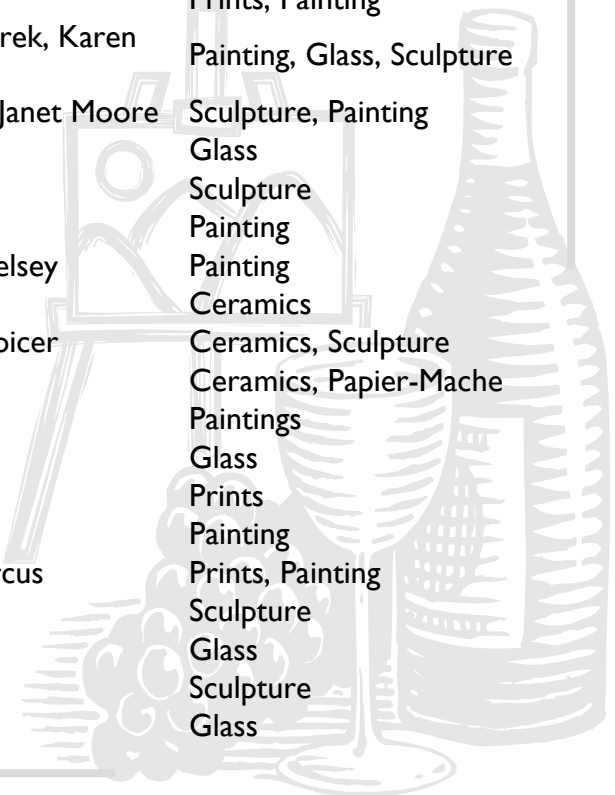 Prints, Painting
rek, Karen
Painting, Glass, Sculpture
Janet Moore Sculpture, Painting
Glass
Sculpture
Painting
elsey Painting
Ceramics
oicer Ceramics, Sculpture
Ceramics, Papier-Mache
Paintings
Glass
Prints
Painting
rcus Prints, Painting
Sculpture
Glass
Sculpture
Glass